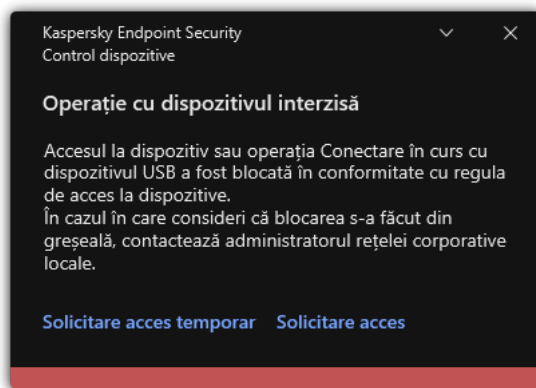 Kaspersky Endpoint Security
Control dispozitive
Operație cu dispozitivul interzisă
Accesul la dispozitiv sau operația Conectare în curs cu
dispozitivul USB a fost blocată în conformitate cu regula
de acces la dispozitive.
În cazul în care consideri că blocarea s-a făcut din
greșeală, contactează administratorul rețelei corporative
locale.
Solicitare acces temporar Solicitare acces